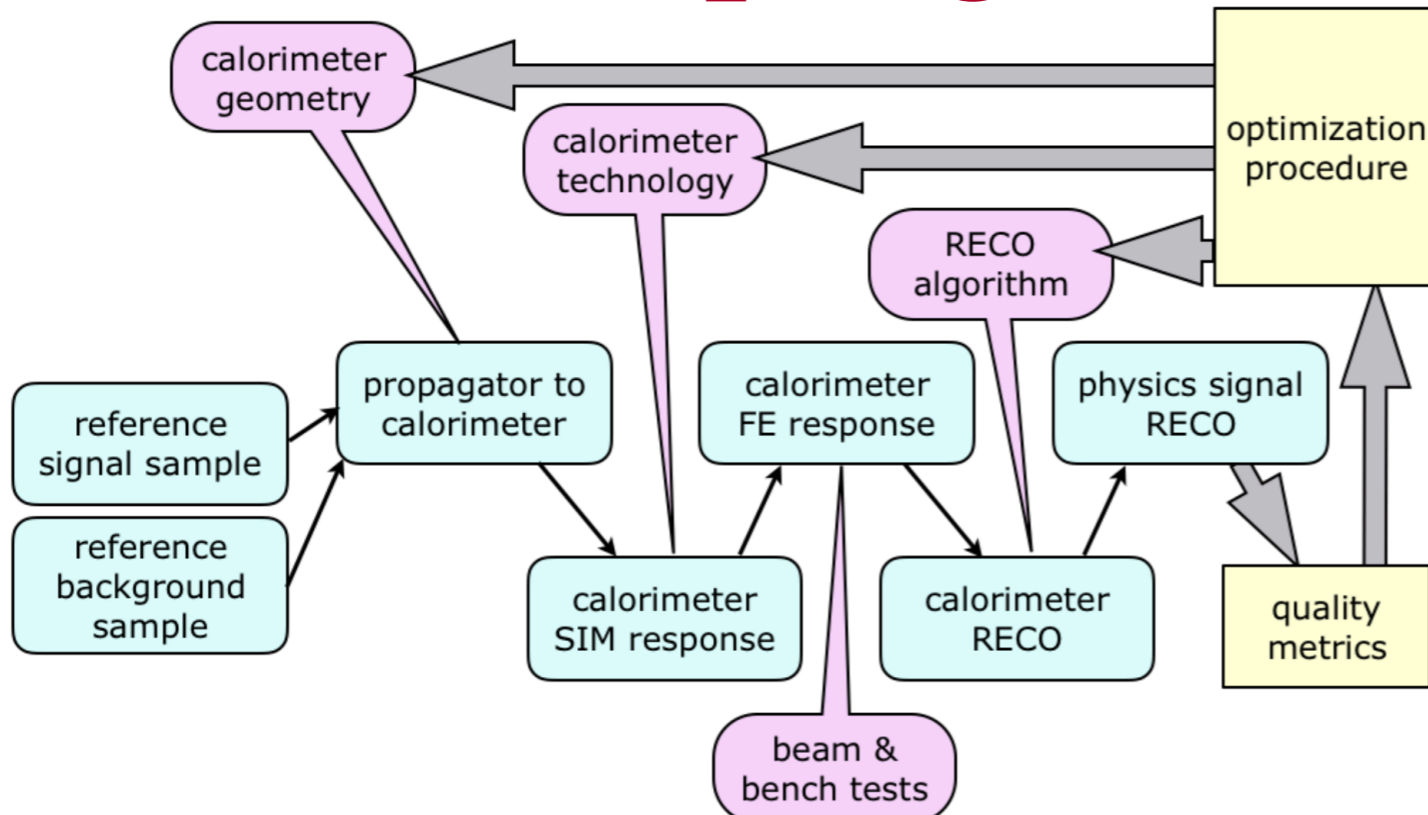 calorimeter
geometry
calorimeter
technology
optimization
procedure
RECO
algorithm
reference
signal sample
propagator to
calorimeter
calorimeter
FE response
physics signal
RECO
reference
background
sample
calorimeter
SIM response
calorimeter
RECO
quality
metrics
beam &
bench tests